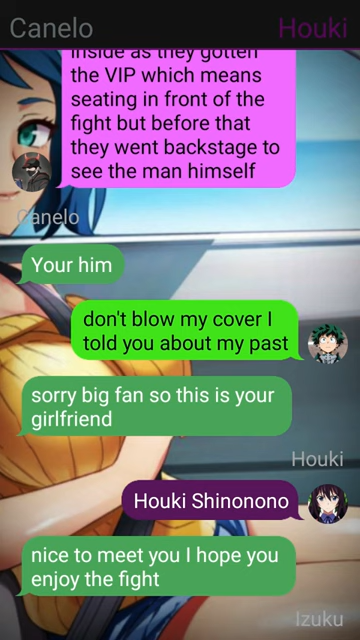 Canelo
Houki
inside as they gotten
the VIP which means
seating in front of the
fight but before that
they went backstage to
see the man himself
Canelo
Your him
don't blow my cover I
told you about my past
sorry big fan so this is your
girlfriend
Houki
Houki Shinonono
nice to meet you I hope you
enjoy the fight
Izuku